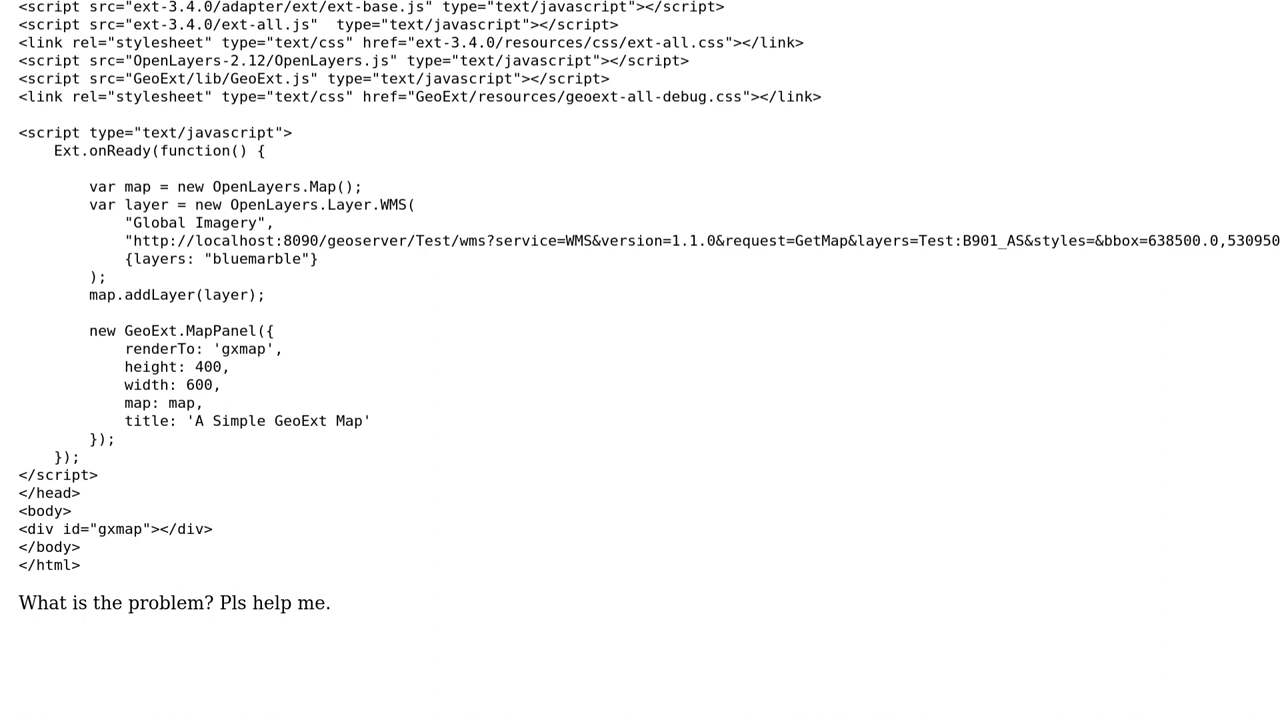 <script src="ext-3.4.0/adapter/ext/ext-base.js" type="text/javascript"></script>
<script src="ext-3.4.0/ext-all.js"  type="text/javascript"></script>
<link rel="stylesheet" type="text/css" href="ext-3.4.0/resources/css/ext-all.css"></link>
<script src="OpenLayers-2.12/OpenLayers.js" type="text/javascript"></script>
<script src="GeoExt/lib/GeoExt.js" type="text/javascript"></script>
<link rel="stylesheet" type="text/css" href="GeoExt/resources/geoext-all-debug.css"></link>

<script type="text/javascript">
    Ext.onReady(function() {

        var map = new OpenLayers.Map();
        var layer = new OpenLayers.Layer.WMS(
            "Global Imagery",
            "http://localhost:8090/geoserver/Test/wms?service=WMS&version=1.1.0&request=GetMap&layers=Test:B901_AS&styles=&bbox=638500.0,530950
            {layers: "bluemarble"}
        );
        map.addLayer(layer);

        new GeoExt.MapPanel({
            renderTo: 'gxmap',
            height: 400,
            width: 600,
            map: map,
            title: 'A Simple GeoExt Map'
        });
    });
</script>
</head>
<body>
<div id="gxmap"></div>
</body>
</html>

What is the problem? Pls help me.